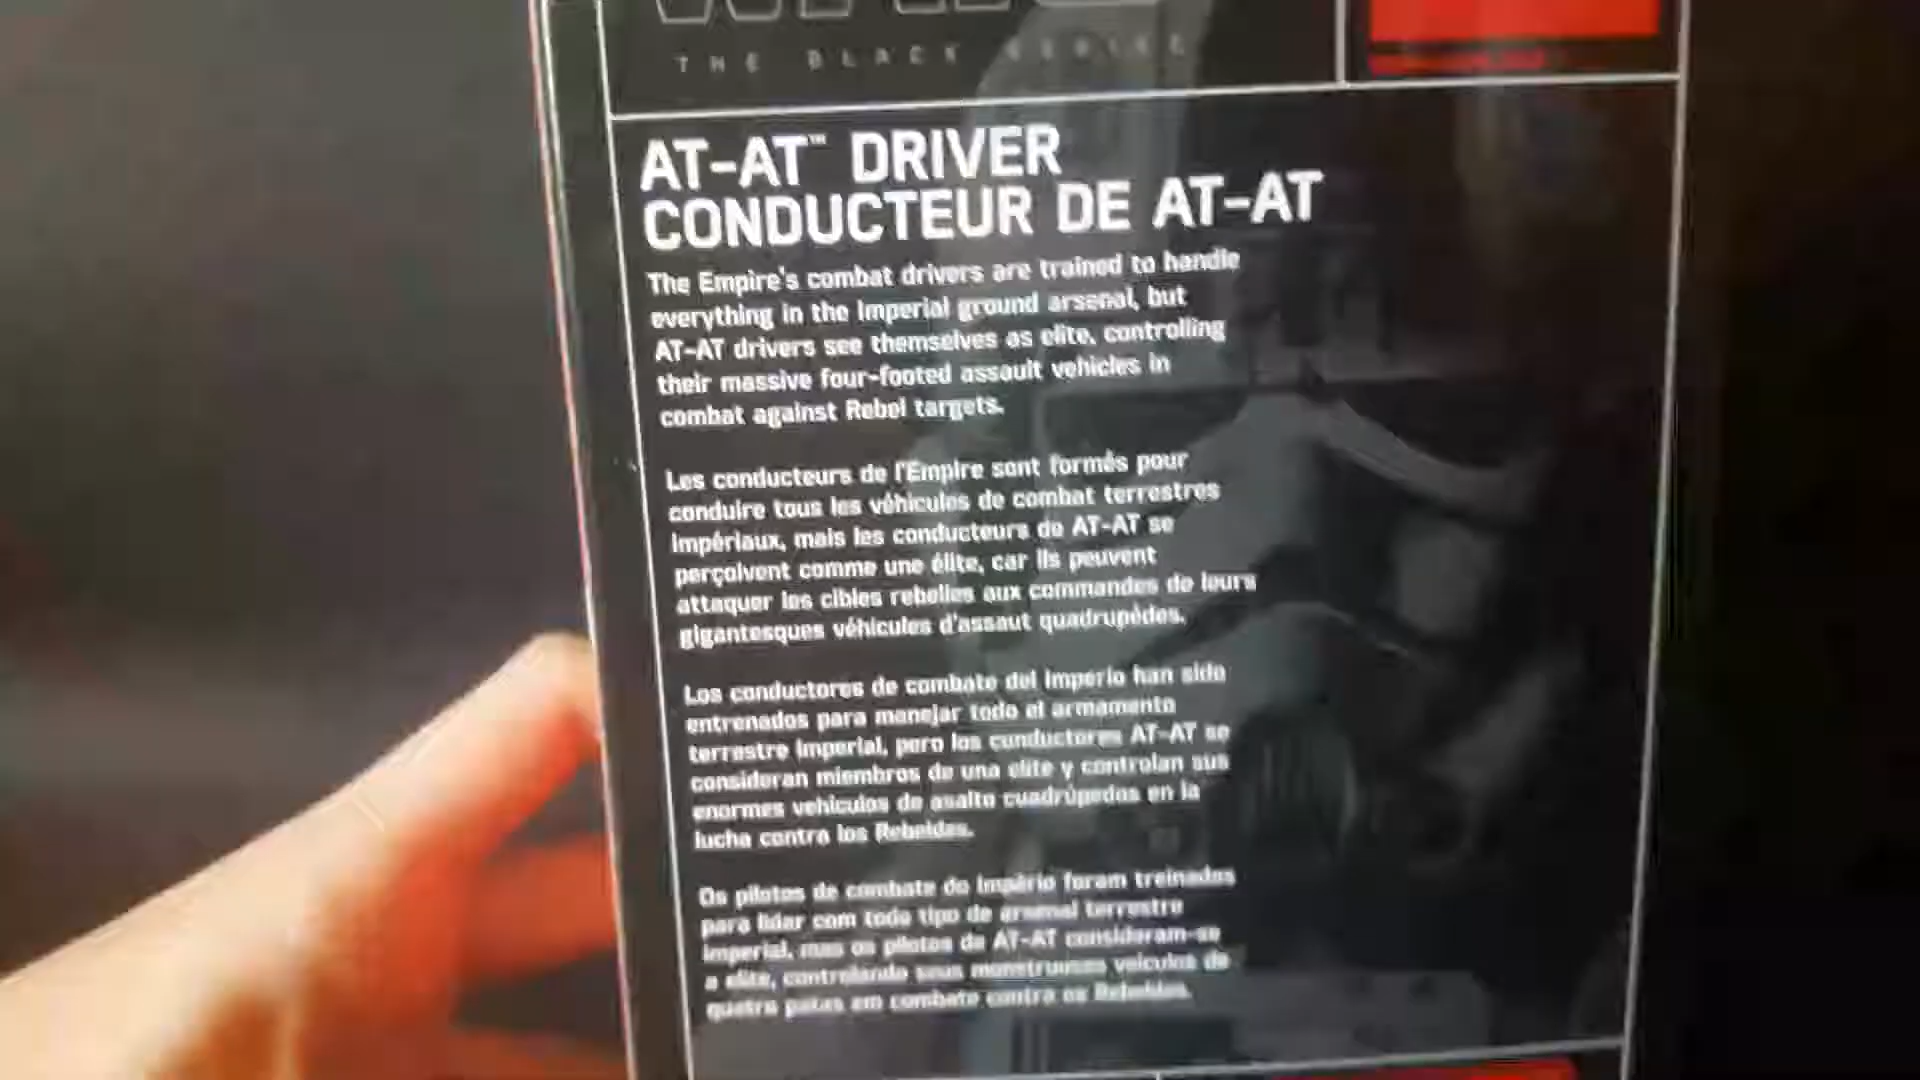 WARS
THE BLACK SERIES
AT-AT™ DRIVER
CONDUCTEUR DE AT-AT
The Empire's combat drivers are trained to handle
everything in the Imperial ground arsenal, but
AT-AT drivers see themselves as elite, controlling
their massive four-footed assault vehicles in
combat against Rebel targets.
Les conducteurs de l'Empire sont formés pour
conduire tous les véhicules de combat terrestres
impériaux, mais les conducteurs de AT-AT se
perçoivent comme une élite, car ils peuvent
attaquer les cibles rebelles aux commandes de leurs
gigantesques véhicules d'assaut quadrupèdes.
Los conductores de combate del Imperio han sido
entrenados para manejar todo el armamento
terrestre Imperial, pero los conductores AT-AT se
consideran miembros de una elite y controlan sus
enormes vehículos de asalto cuadrúpedos en la
lucha contra los Rebeldes.
Os pilotos de combate do Império foram treinados
para lidar com todo tipo de arsenal terrestre
imperial, mas os pilotos de AT-AT consideram-se
a elite, controlando seus monstruosos veículos de
quatro patas em combate contra os Rebeldes.